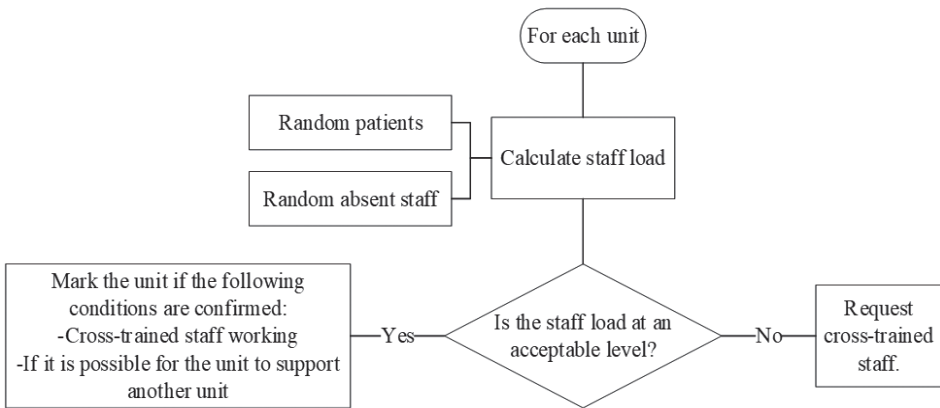 For each unit
Random patients
Calculate staff load
Random absent staff
Mark the unit if the following
conditions are confirmed:
-Cross-trained staff working
-If it is possible for the unit to support
another unit
Yes
Is the staff load at an
acceptable level?
No
Request
cross-trained
staff.